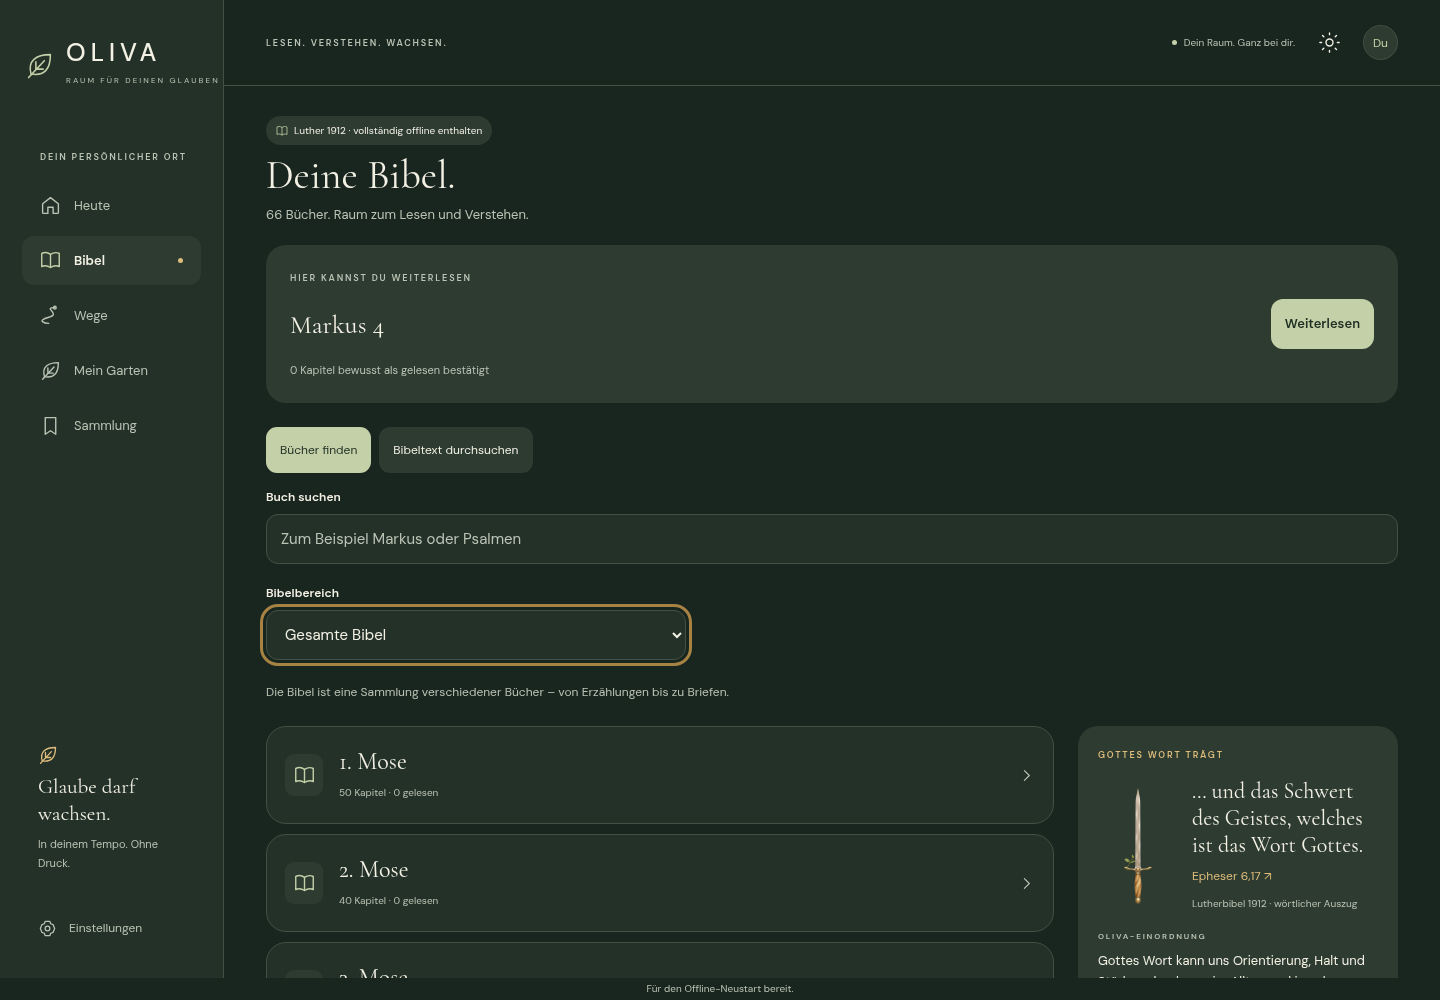 OLIVA
RAUM FÜR DEINEN GLAUBEN
DEIN PERSÖNLICHER ORT
Heute
Bibel
Wege
Mein Garten
Sammlung
Glaube darf
wachsen.
In deinem Tempo. Ohne
Druck.
Einstellungen
LESEN. VERSTEHEN. WACHSEN.
Dein Raum. Ganz bei dir.
Du
Luther 1912 · vollständig offline enthalten
Deine Bibel.
66 Bücher. Raum zum Lesen und Verstehen.
HIER KANNST DU WEITERLESEN
Markus 4
Weiterlesen
0 Kapitel bewusst als gelesen bestätigt
Bücher finden
Bibeltext durchsuchen
Buch suchen
Zum Beispiel Markus oder Psalmen
Bibelbereich
Gesamte Bibel
Die Bibel ist eine Sammlung verschiedener Bücher – von Erzählungen bis zu Briefen.
1. Mose
50 Kapitel · 0 gelesen
2. Mose
40 Kapitel · 0 gelesen
3. Mose
GOTTES WORT TRÄGT
... und das Schwert
des Geistes, welches
ist das Wort Gottes.
Epheser 6,17
Lutherbibel 1912 · wörtlicher Auszug
OLIVA-EINORDNUNG
Gottes Wort kann uns Orientierung, Halt und
Für den Offline-Neustart bereit.